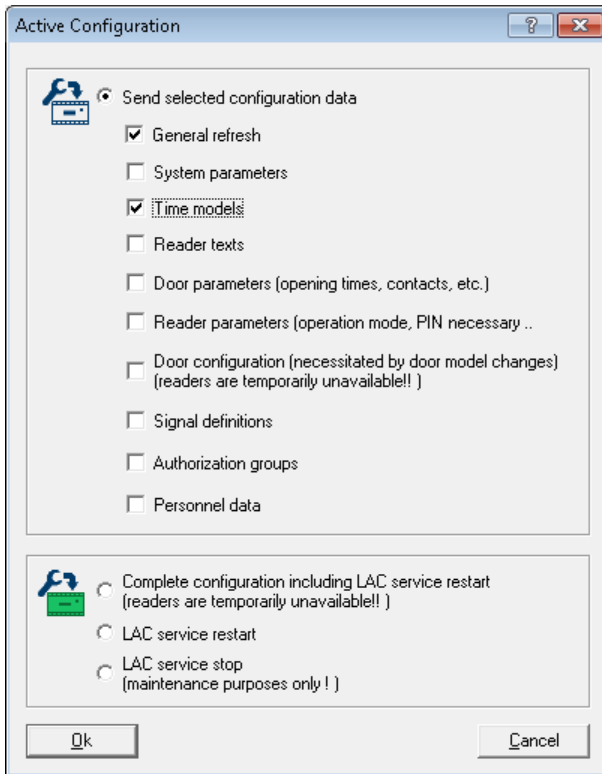 Active Configuration
Send selected configuration data
General refresh
System parameters
Time models
Reader texts
Door parameters (opening times, contacts, etc.)
Reader parameters (operation mode, PIN necessary ..
Door configuration (necessitated by door model changes)
(readers are temporarily unavailable!! )
Signal definitions
Authorization groups
Personnel data
Complete configuration including LAC service restart
(readers are temporarily unavailable!! )
LAC service restart
LAC service stop
(maintenance purposes only ! )
Ok
Cancel